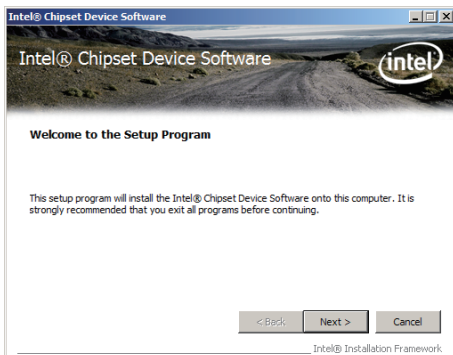 Intel® Chipset Device Software
Intel® Chipset Device Software
intel
Welcome to the Setup Program
This setup program will install the Intel® Chipset Device Software onto this computer. It is
strongly recommended that you exit all programs before continuing.
< Back Next > Cancel
Intel® Installation Framework